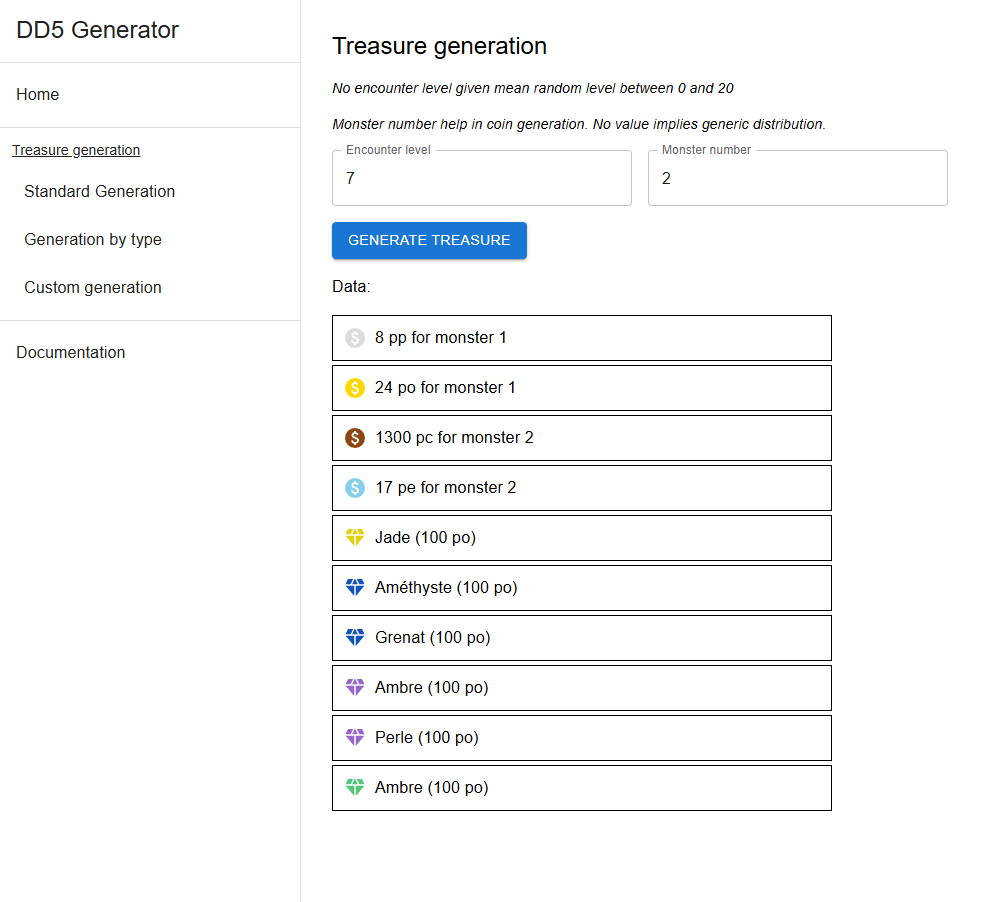 DD5 Generator
Home
Treasure generation
Standard Generation
Generation by type
Custom generation
Documentation
Treasure generation
No encounter level given mean random level between 0 and 20
Monster number help in coin generation. No value implies generic distribution.
Encounter level
7
Monster number
2
GENERATE TREASURE
Data:
8 pp for monster 1
24 po for monster 1
1300 pc for monster 2
17 pe for monster 2
Jade (100 po)
Améthyste (100 po)
Grenat (100 po)
Ambre (100 po)
Perle (100 po)
Ambre (100 po)